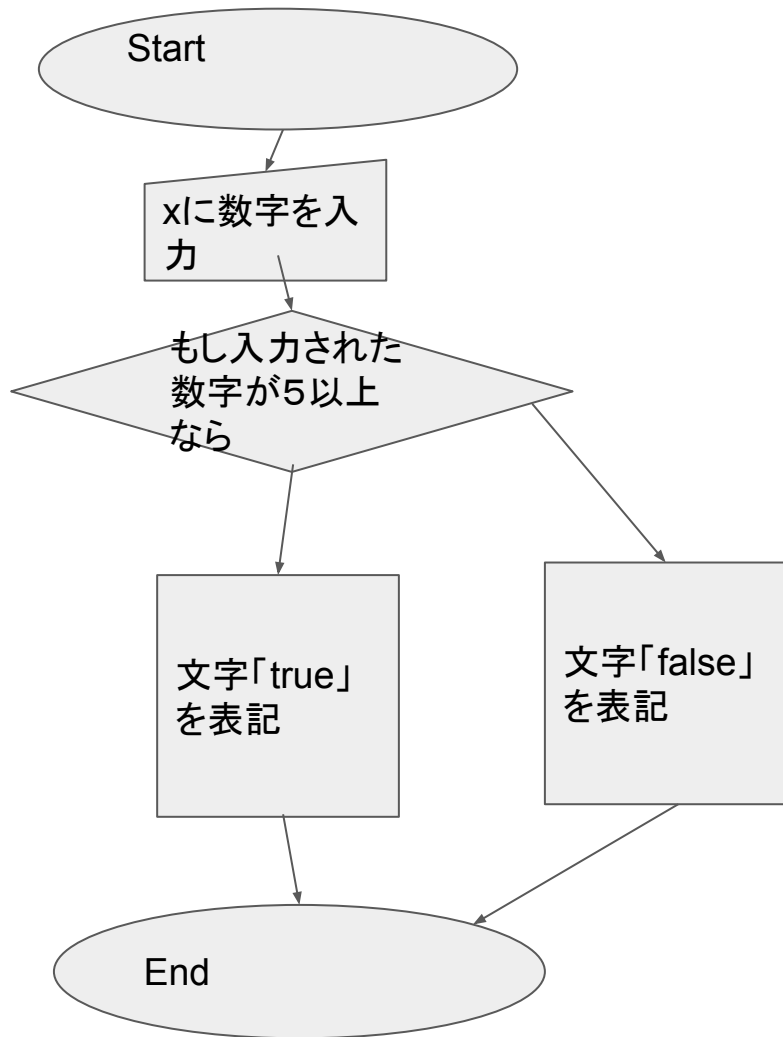 Start
xに数字を入
力
もし入力された
数字が５以上
なら
文字「true」
を表記
文字「false」
を表記
End